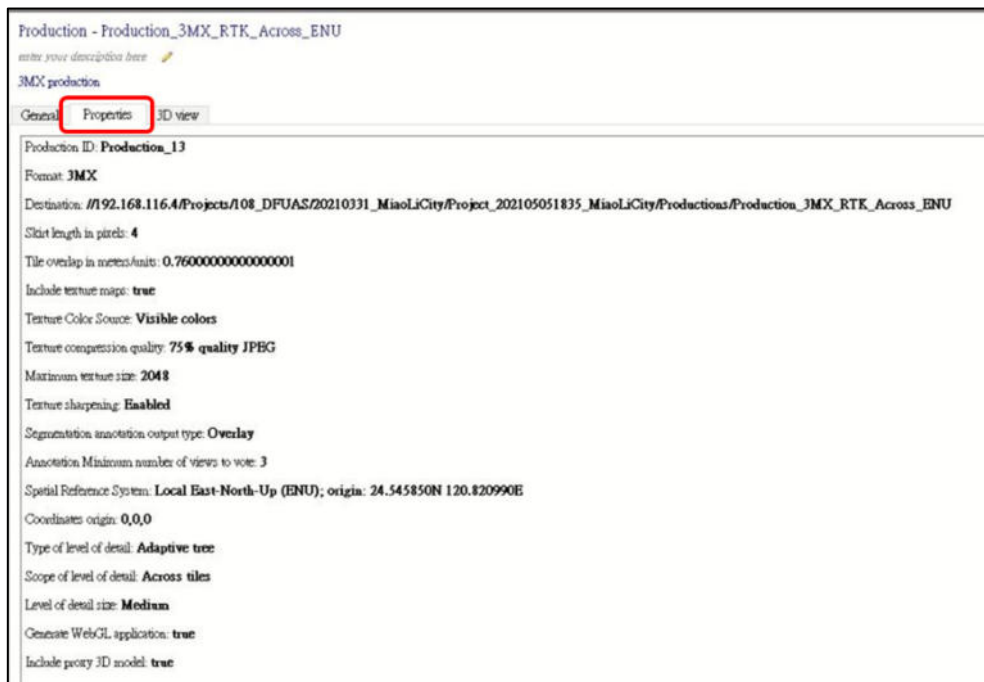 Production - Production_3MX_RTK_Across_ENU
enter your description here
3MX production
General Properties 3D view
Production ID: Production_13
Format: 3MX
Destination: //192.168.116.4/Projects/108_DFUAS/20210331_MiaoLiCity/Project_202105051835_MiaoLiCity/Productions/Production_3MX_RTK_Across_ENU
Skirt length in pixels: 4
Tile overlap in meters/units: 0.76000000000000001
Include texture maps: true
Texture Color Source: Visible colors
Texture compression quality: 75% quality JPEG
Maximum texture size: 2048
Texture sharpening: Enabled
Segmentation annotation output type: Overlay
Annotation Minimum number of views to vote: 3
Spatial Reference System: Local East-North-Up (ENU); origin: 24.545850N 120.820990E
Coordinates origin: 0,0,0
Type of level of detail: Adaptive tree
Scope of level of detail: Across tiles
Level of detail size: Medium
Generate WebGL application: true
Include proxy 3D model: true